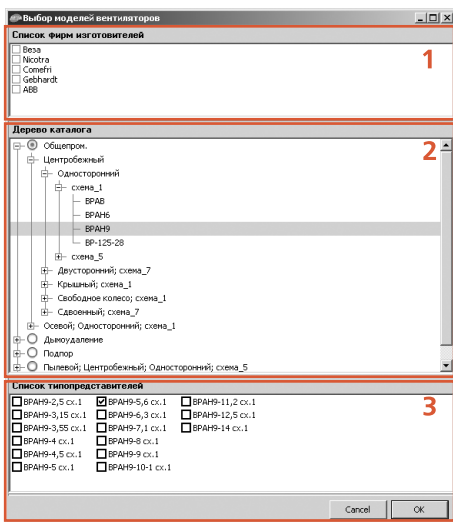 Выбор моделей вентиляторов
Список фирм изготовителей
1
Веза
Nicotra
Comefri
Gebhardt
ABB
Дерево каталога
2
Общепром.
Центробежный
Односторонний
схема_1
ВРАВ
ВРАН6
ВРАН9
ВР-125-28
схема_5
Двусторонний; схема_7
Крышный; схема_1
Свободное колесо; схема_1
Сдвоенный; схема_7
Осевой; Односторонний; схема_1
Дымоудаление
Подпор
Пылевой; Центробежный; Односторонний; схема_5
Список типопредставителей
3
ВРАН9-2,5 сх.1 ВРАН9-5,6 сх.1 ВРАН9-11,2 сх.1
ВРАН9-3,15 сх.1 ВРАН9-6,3 сх.1 ВРАН9-12,5 сх.1
ВРАН9-3,55 сх.1 ВРАН9-7,1 сх.1 ВРАН9-14 сх.1
ВРАН9-4 сх.1 ВРАН9-8 сх.1
ВРАН9-4,5 сх.1 ВРАН9-9 сх.1
ВРАН9-5 сх.1 ВРАН9-10-1 сх.1
Cancel OK